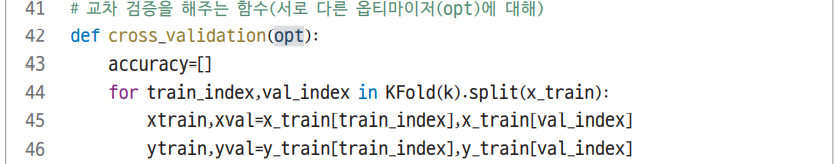 41 # 교차 검증을 해주는 함수(서로 다른 옵티마이저(opt)에 대해)
42 def cross_validation(opt):
43     accuracy=[]
44     for train_index,val_index in KFold(k).split(x_train):
45         xtrain,xval=x_train[train_index],x_train[val_index]
46         ytrain,yval=y_train[train_index],y_train[val_index]